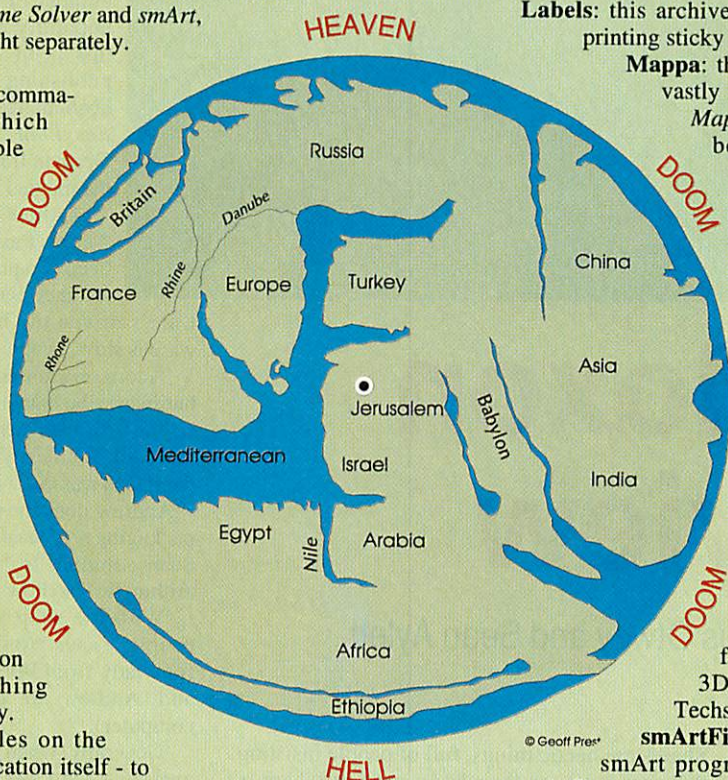 ne Solver and smArt,
ht separately.
comma-
hich
ble
HEAVEN
Labels: this archive
printing sticky
Mappa: th
vastly
Map
be
DOOM
DOOM
Russia
Britain
Danube
China
France
Rhine
Europe
Turkey
Rhone
Asia
Jerusalem
Babylon
Mediterranean
Israel
India
Egypt
Nile
Arabia
DOOM
DOOM
Africa
Ethiopia
on
hing
y.
les on the
cation itself - to
f
3D
Techs
smArtFi
smArt progr
© Geoff
HELL